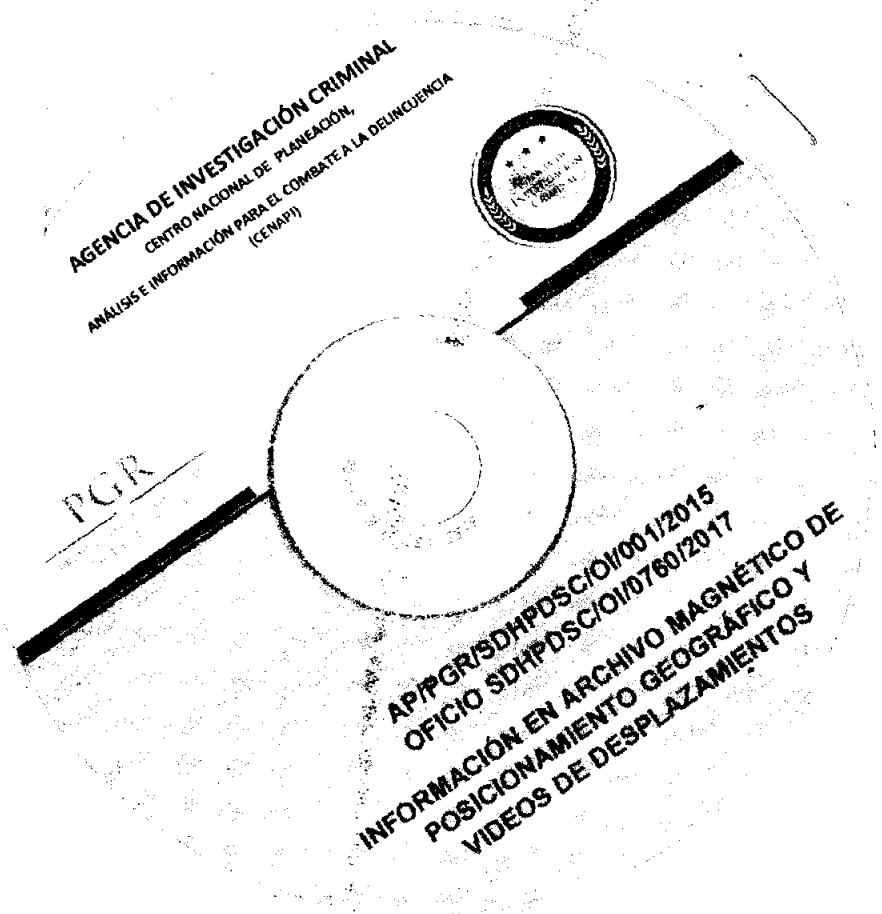 AGENCIA DE INVESTIGACIÓN CRIMINAL
CENTRO NACIONAL DE PLANEACIÓN,
ANÁLISIS E INFORMACIÓN PARA EL COMBATE A LA DELINCUENCIA
(CENAPI)
PGR
AP/PGR/SDHPDSC/OI/001/2015
OFICIO SDHPDSC/OI/0760/2017
INFORMACIÓN EN ARCHIVO MAGNÉTICO DE
POSICIONAMIENTO GEOGRÁFICO Y
VIDEOS DE DESPLAZAMIENTOS